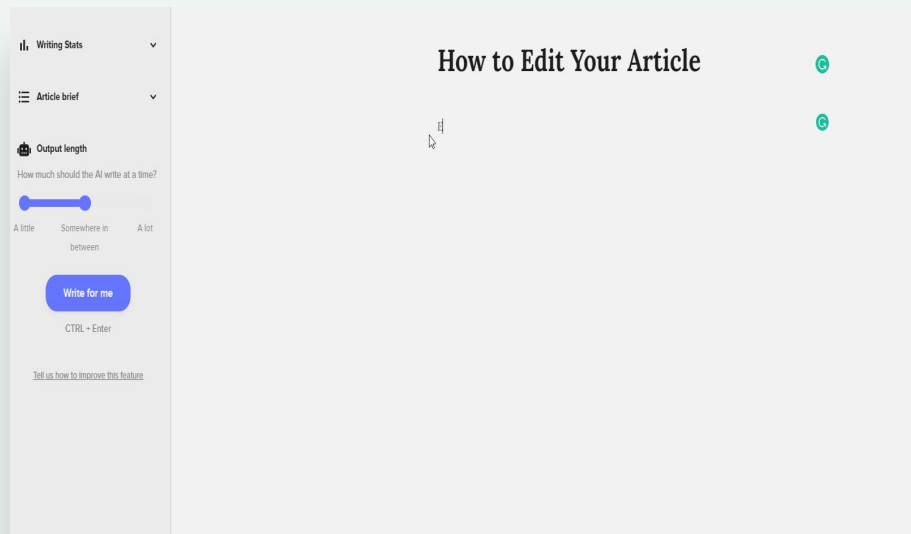 Writing Stats
Article brief
Output length
How much should the AI write at a time?
A little
Somewhere in
between
A lot
Write for me
CTRL + Enter
Tell us how to improve this feature
How to Edit Your Article
E